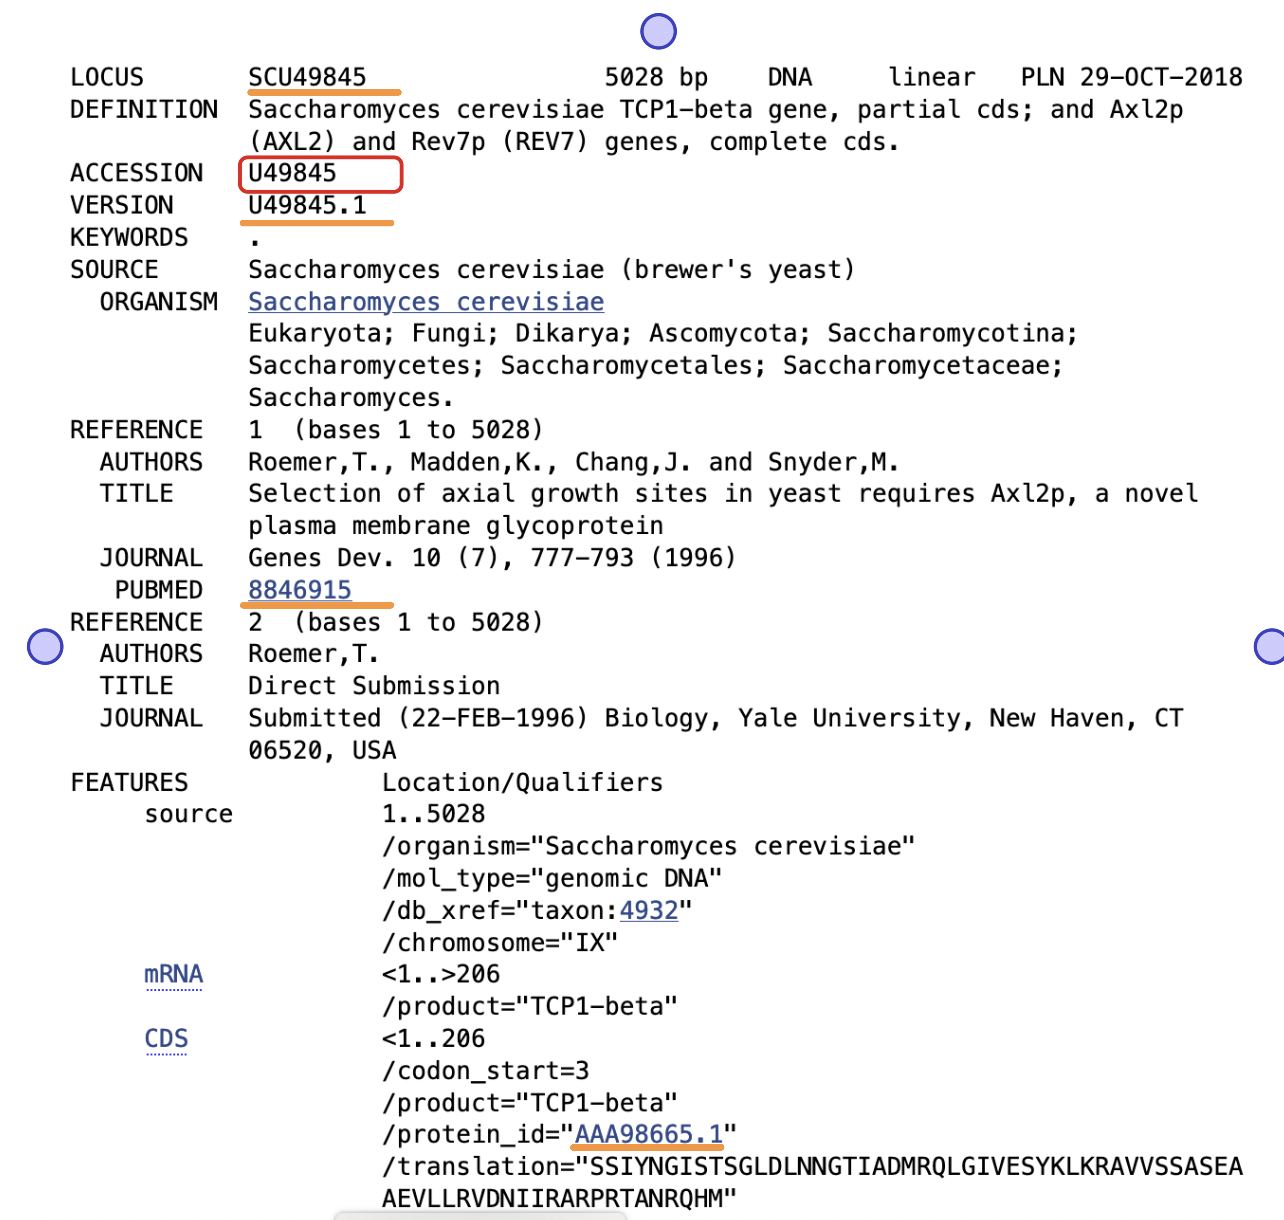 LOCUS       SCU49845                5028 bp    DNA     linear   PLN 29-OCT-2018
DEFINITION  Saccharomyces cerevisiae TCP1-beta gene, partial cds; and Axl2p
            (AXL2) and Rev7p (REV7) genes, complete cds.
ACCESSION   U49845
VERSION     U49845.1
KEYWORDS    .
SOURCE      Saccharomyces cerevisiae (brewer's yeast)
  ORGANISM  Saccharomyces cerevisiae
            Eukaryota; Fungi; Dikarya; Ascomycota; Saccharomycotina;
            Saccharomycetes; Saccharomycetales; Saccharomycetaceae;
            Saccharomyces.
REFERENCE   1  (bases 1 to 5028)
  AUTHORS   Roemer,T., Madden,K., Chang,J. and Snyder,M.
  TITLE     Selection of axial growth sites in yeast requires Axl2p, a novel
            plasma membrane glycoprotein
  JOURNAL   Genes Dev. 10 (7), 777-793 (1996)
   PUBMED   8846915
REFERENCE   2  (bases 1 to 5028)
  AUTHORS   Roemer,T.
  TITLE     Direct Submission
  JOURNAL   Submitted (22-FEB-1996) Biology, Yale University, New Haven, CT
            06520, USA
FEATURES             Location/Qualifiers
     source          1..5028
                     /organism="Saccharomyces cerevisiae"
                     /mol_type="genomic DNA"
                     /db_xref="taxon:4932"
                     /chromosome="IX"
     mRNA            <1..>206
                     /product="TCP1-beta"
     CDS             <1..206
                     /codon_start=3
                     /product="TCP1-beta"
                     /protein_id="AAA98665.1"
                     /translation="SSIYNGISTSGLDLNNGTIADMRQLGIVESYKLKRAVVSSASEA
                     AEVLLRVDNIIRARPRTANRQHM"